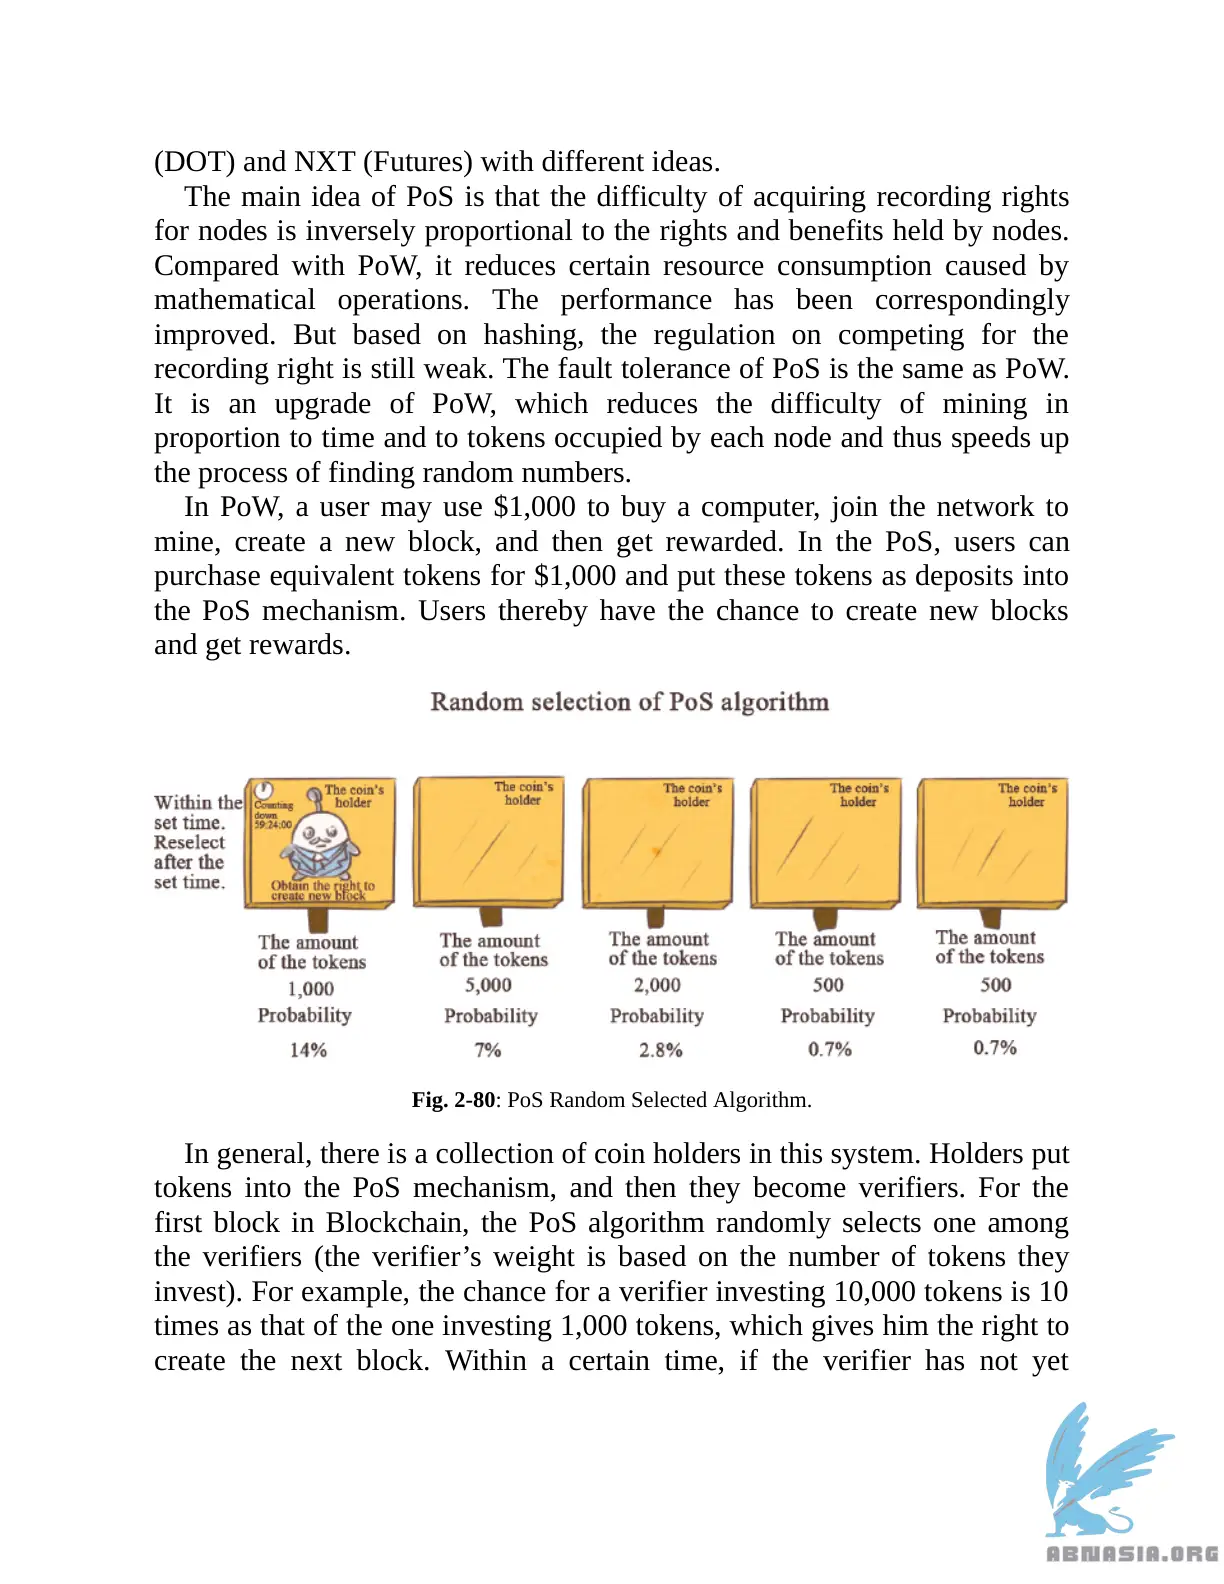 (DOT) and NXT (Futures) with different ideas.
The main idea of PoS is that the difficulty of acquiring recording rights
for nodes is inversely proportional to the rights and benefits held by nodes.
Compared with PoW, it reduces certain resource consumption caused by
mathematical operations. The performance has been correspondingly
improved. But based on hashing, the regulation on competing for the
recording right is still weak. The fault tolerance of PoS is the same as PoW.
It is an upgrade of PoW, which reduces the difficulty of mining in
proportion to time and to tokens occupied by each node and thus speeds up
the process of finding random numbers.
In PoW, a user may use $1,000 to buy a computer, join the network to
mine, create a new block, and then get rewarded. In the PoS, users can
purchase equivalent tokens for $1,000 and put these tokens as deposits into
the PoS mechanism. Users thereby have the chance to create new blocks
and get rewards.
Random selection of PoS algorithm
Within the
set time.
Reselect
after the
set time.
Counting
down
59:24:00
The coin's
holder
Obtain the right to
create new block
The amount
of the tokens
1,000
Probability
14%
The coin's
holder
The amount
of the tokens
5,000
Probability
7%
The coin's
holder
The amount
of the tokens
2,000
Probability
2.8%
The coin's
holder
The amount
of the tokens
500
Probability
0.7%
The coin's
holder
The amount
of the tokens
500
Probability
0.7%
Fig. 2-80: PoS Random Selected Algorithm.
In general, there is a collection of coin holders in this system. Holders put
tokens into the PoS mechanism, and then they become verifiers. For the
first block in Blockchain, the PoS algorithm randomly selects one among
the verifiers (the verifier’s weight is based on the number of tokens they
invest). For example, the chance for a verifier investing 10,000 tokens is 10
times as that of the one investing 1,000 tokens, which gives him the right to
create the next block. Within a certain time, if the verifier has not yet
ABNASIA.ORG